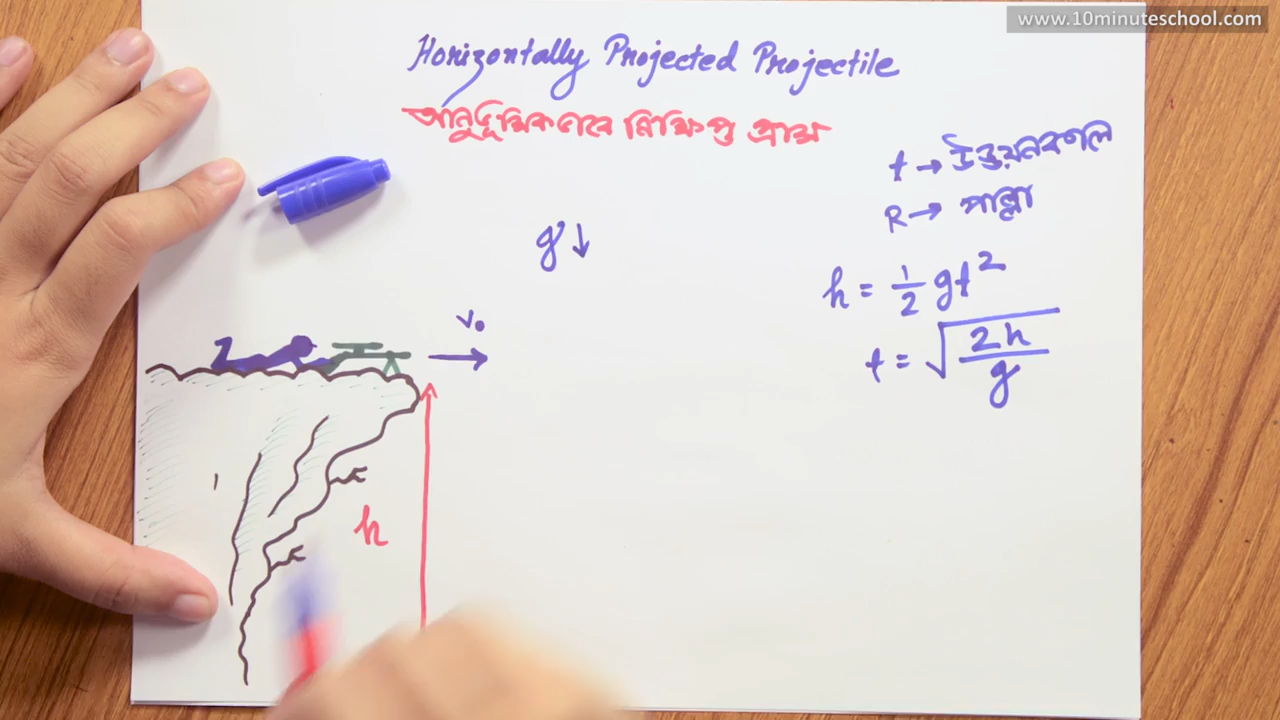 www.10minuteschool.com
Horizontally Projected Projectile
আনুভূমিকভাবে নিক্ষিপ্ত প্রাস
t → উড্ডয়নকাল
R → পাল্লা
g ↓
h = 1/2 gt²
v₀
t = √(2h/g)
h